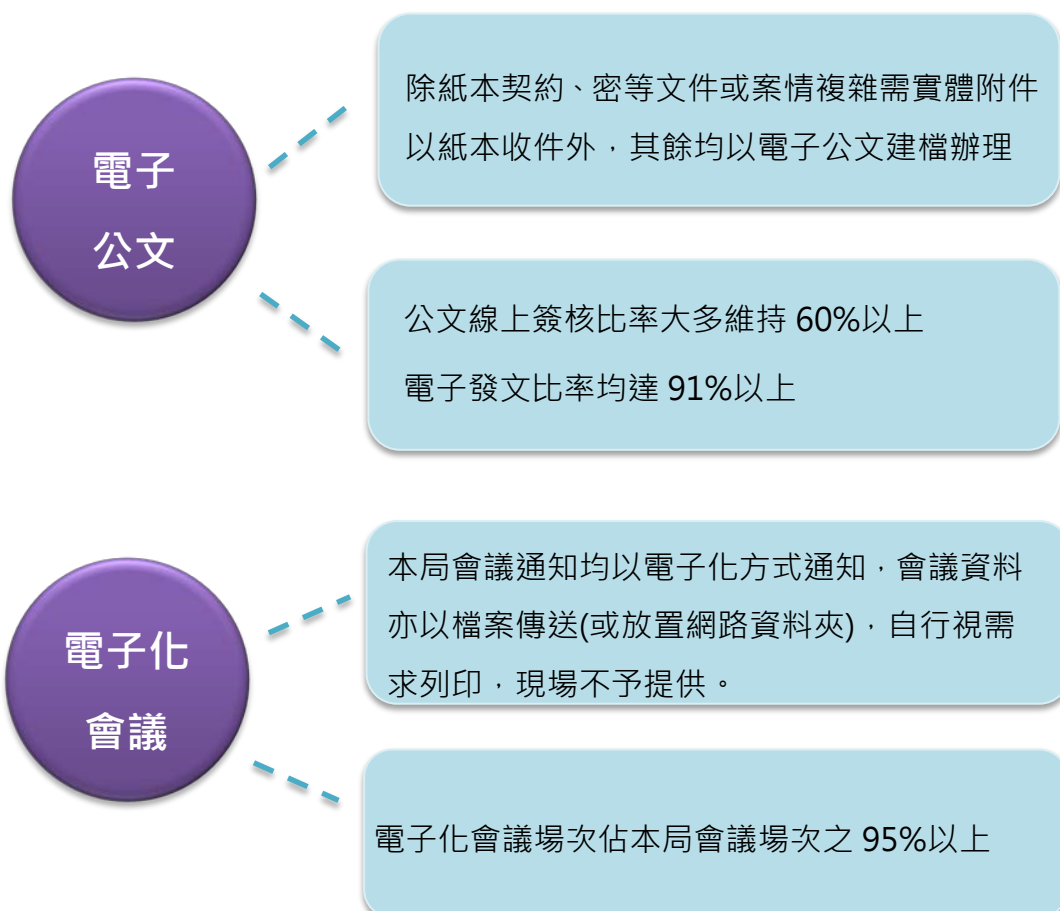 電子
公文
除紙本契約、密等文件或案情複雜需實體附件
以紙本收件外，其餘均以電子公文建檔辦理
公文線上簽核比率大多維持 60%以上
電子發文比率均達 91%以上
電子化
會議
本局會議通知均以電子化方式通知，會議資料
亦以檔案傳送(或放置網路資料夾)，自行視需
求列印，現場不予提供。
電子化會議場次佔本局會議場次之 95%以上